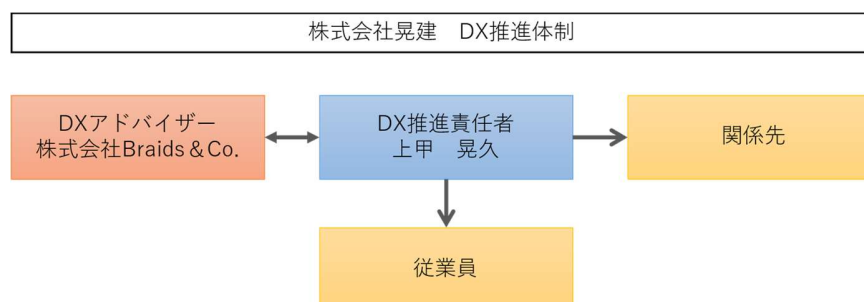 株式会社晃建　DX推進体制
DXアドバイザー
株式会社Braids＆Co.
DX推進責任者
上甲　晃久
関係先
従業員